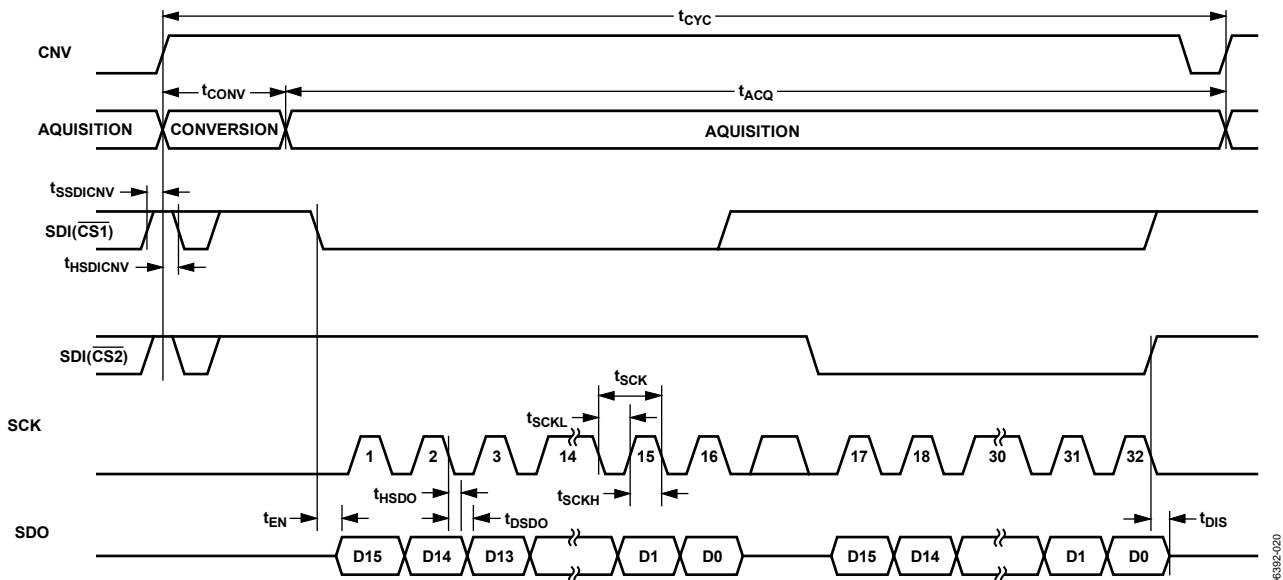 tCYC
CNV
tCONV
tACQ
AQUISITION
CONVERSION
AQUISITION
tSSDICNV
SDI(CS1)
tHSDICNV
SDI(CS2)
tSCK
tSCKL
SCK
1 2 3 14 15 16 17 18 30 31 32
tHSDO
tSCKH
tEN
tDSDO
tDIS
SDO
D15 D14 D13 D1 D0 D15 D14 D1 D0